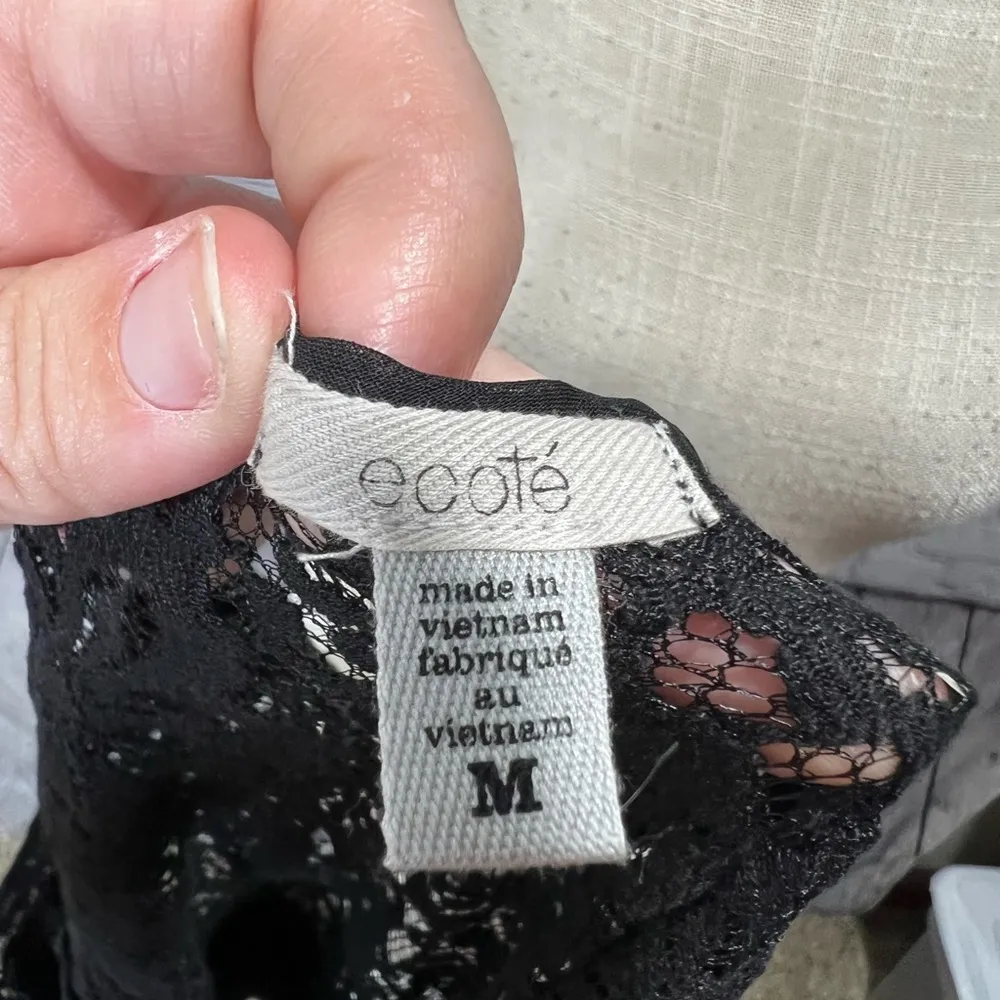 ecoté
made in
vietnam
fabriqué
au
vietnam
M